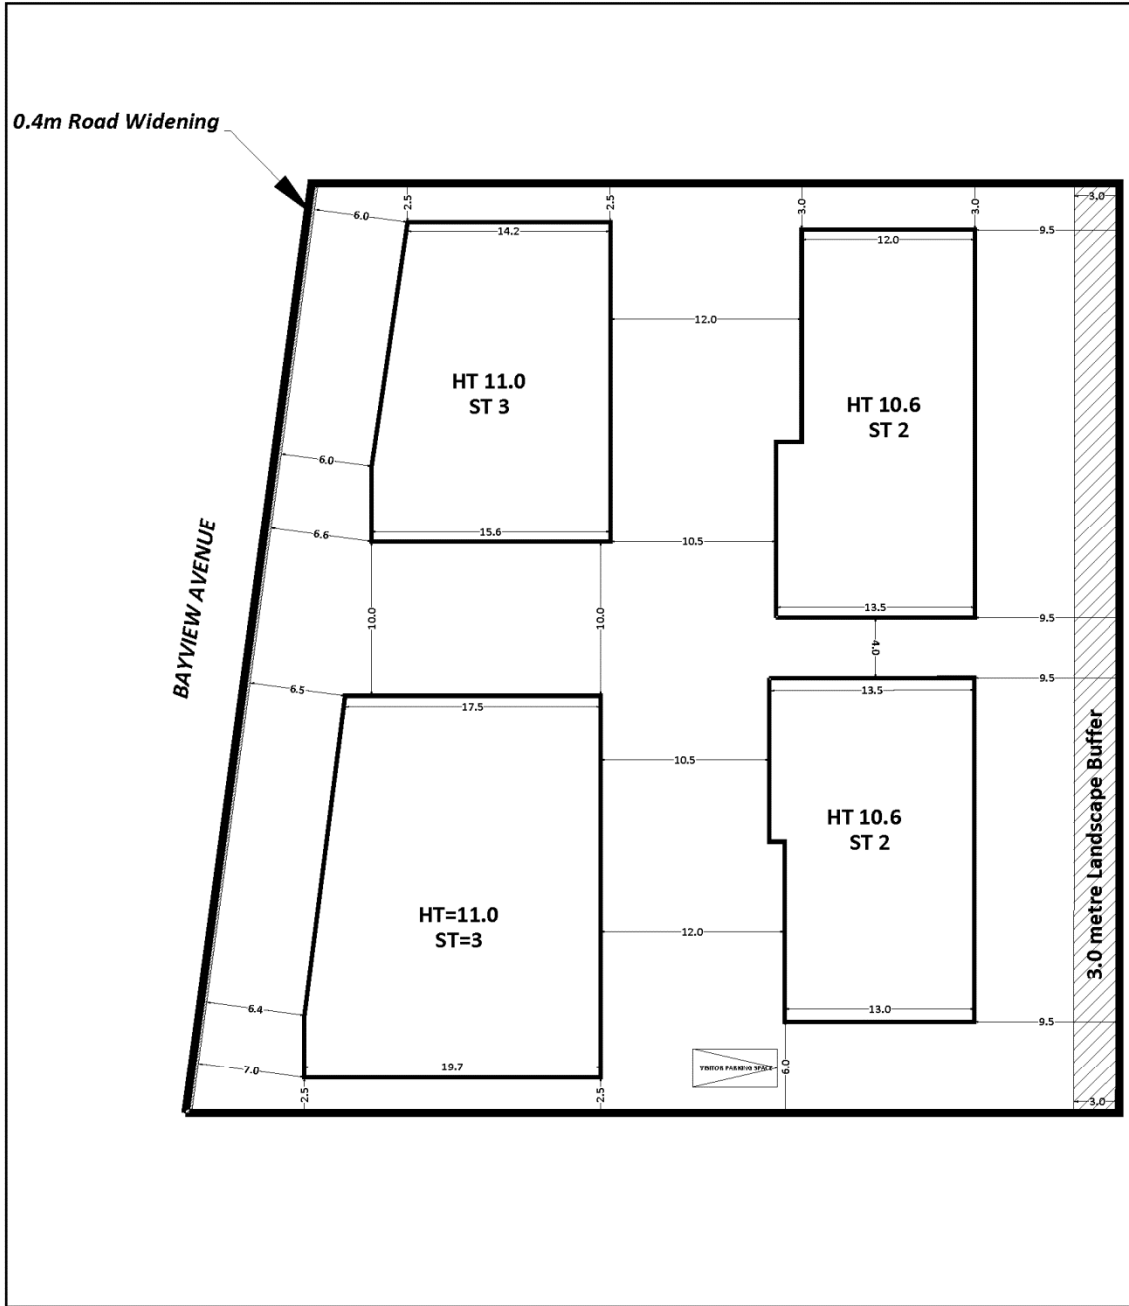 0.4m Road Widening
2.5
2.5
3.0
3.0
3.0
6.0
14.2
12.0
9.5
12.0
HT 11.0
ST 3
HT 10.6
ST 2
6.0
6.6
15.6
10.5
BAYVIEW AVENUE
10.0
10.0
13.5
9.5
4.0
6.5
17.5
13.5
9.5
10.5
3.0 metre Landscape Buffer
HT 10.6
ST 2
HT=11.0
ST=3
12.0
6.4
13.0
9.5
7.0
19.7
VISITOR PARKING SPACE
6.0
2.5
2.5
3.0